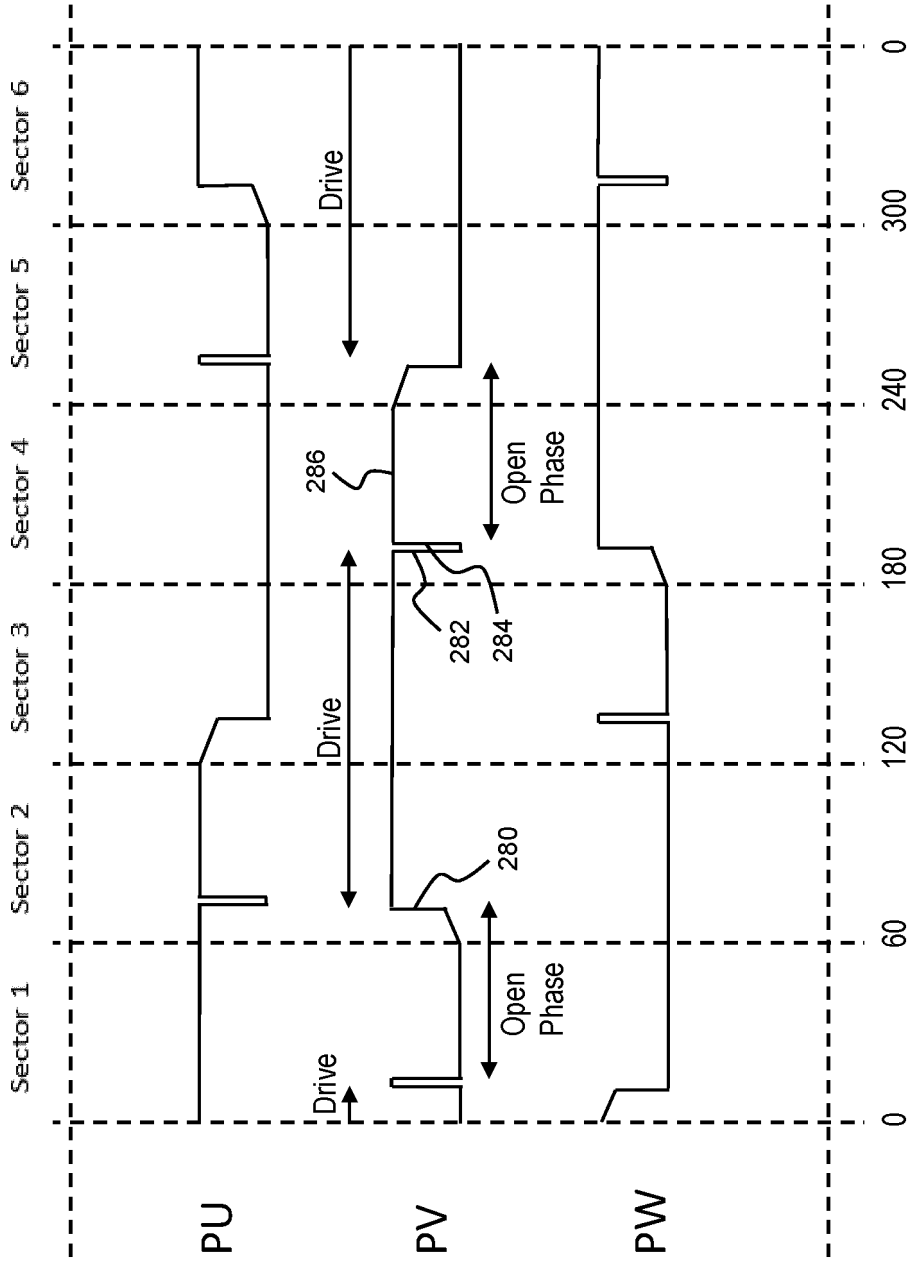 Sector 1
Sector 2
Sector 3
Sector 4
Sector 5
Sector 6
PU
Drive
Drive
Drive
PV
280
282
284
286
Open
Phase
Open
Phase
PW
0
60
120
180
240
300
0